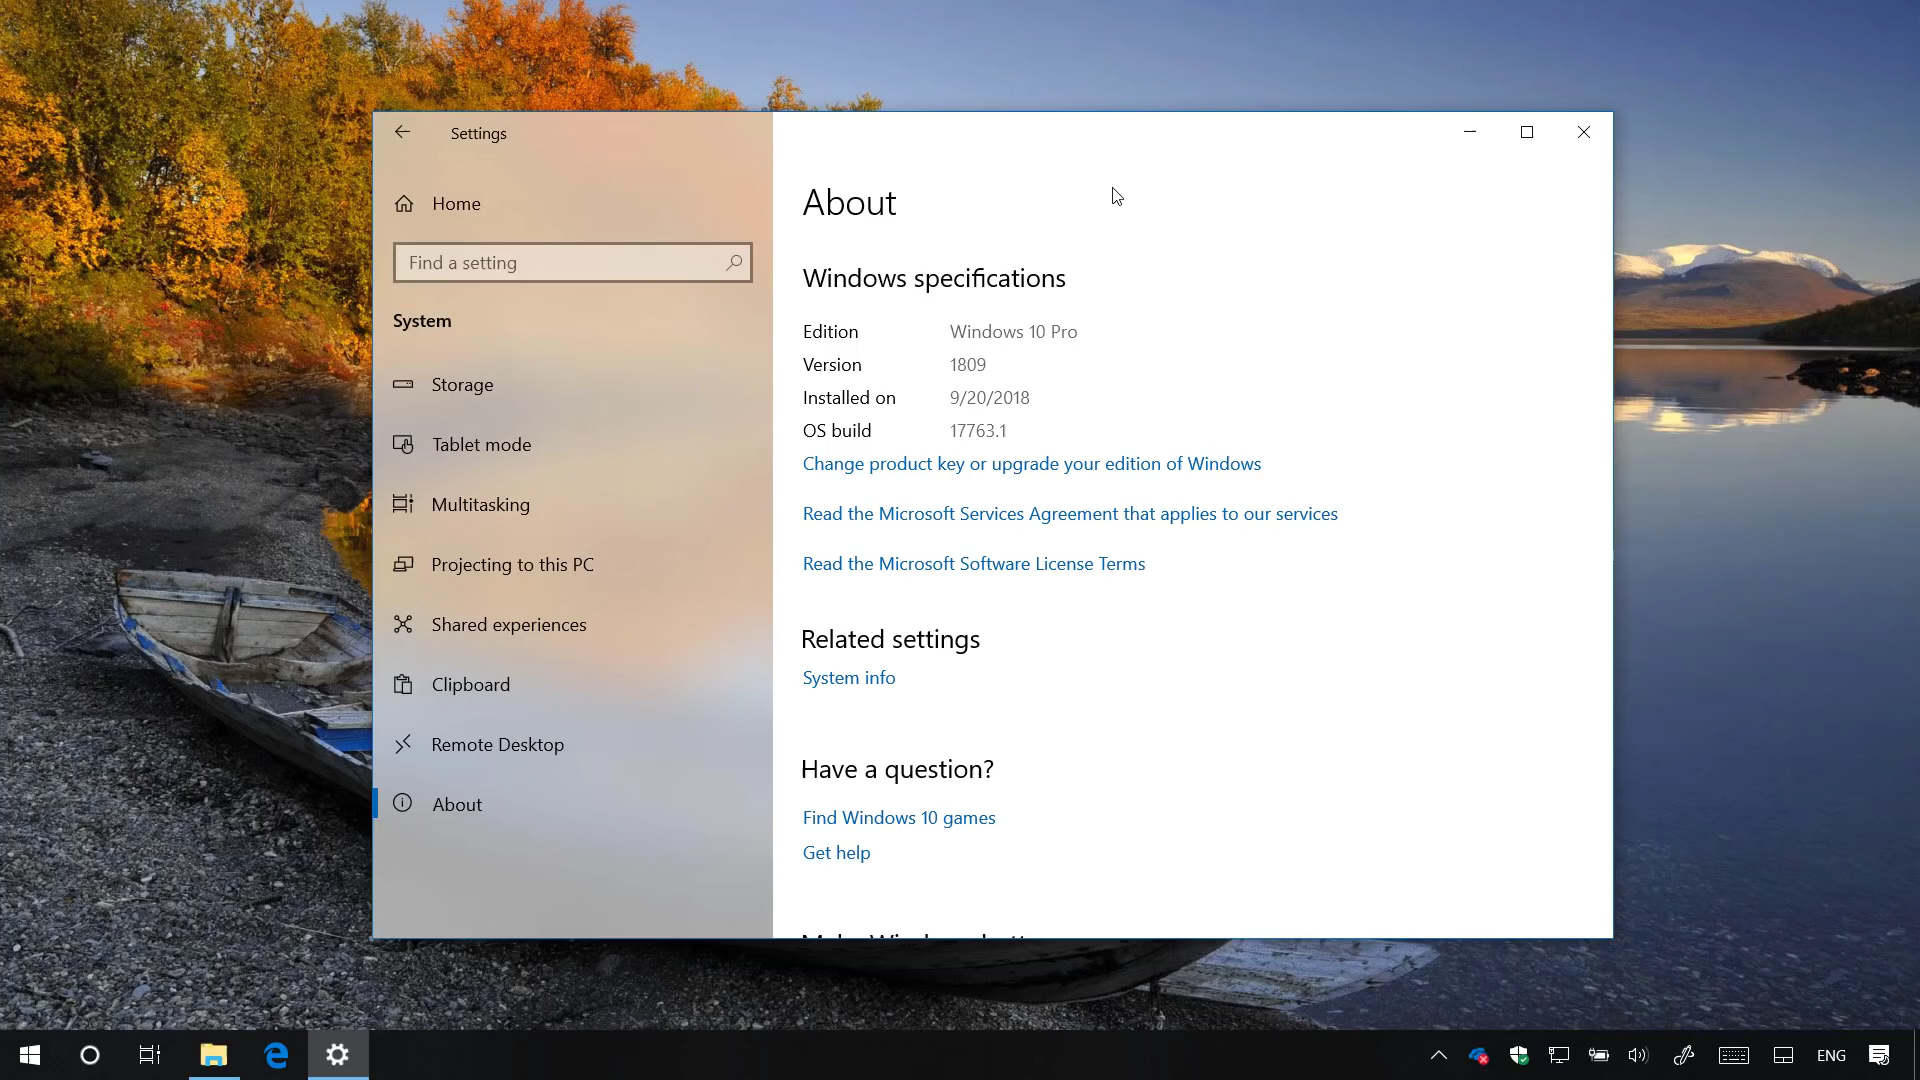 Settings
Home
Find a setting
System
Storage
Tablet mode
Multitasking
Projecting to this PC
Shared experiences
Clipboard
Remote Desktop
About
About
Windows specifications
Edition Windows 10 Pro
Version 1809
Installed on 9/20/2018
OS build 17763.1
Change product key or upgrade your edition of Windows
Read the Microsoft Services Agreement that applies to our services
Read the Microsoft Software License Terms
Related settings
System info
Have a question?
Find Windows 10 games
Get help
ENG